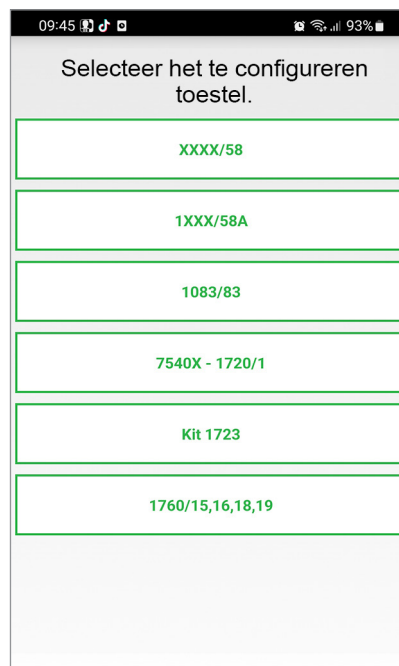 09:45 93%
Selecteer het te configureren
toestel.
XXXX/58
1XXX/58A
1083/83
7540X - 1720/1
Kit 1723
1760/15,16,18,19